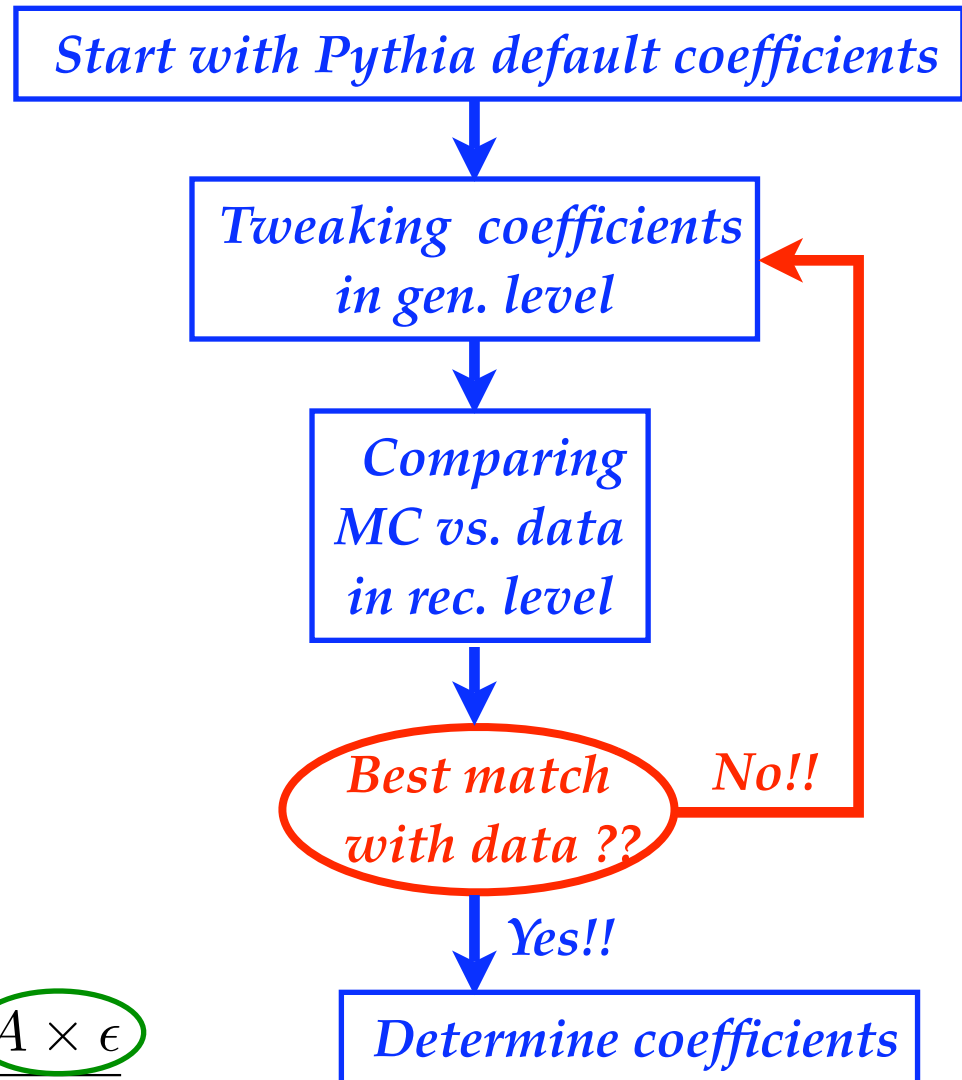 Start with Pythia default coefficients
Tweaking coefficients
in gen. level
Comparing
MC vs. data
in rec. level
Best match
with data ??
No!!
Yes!!
A × ϵ
Determine coefficients